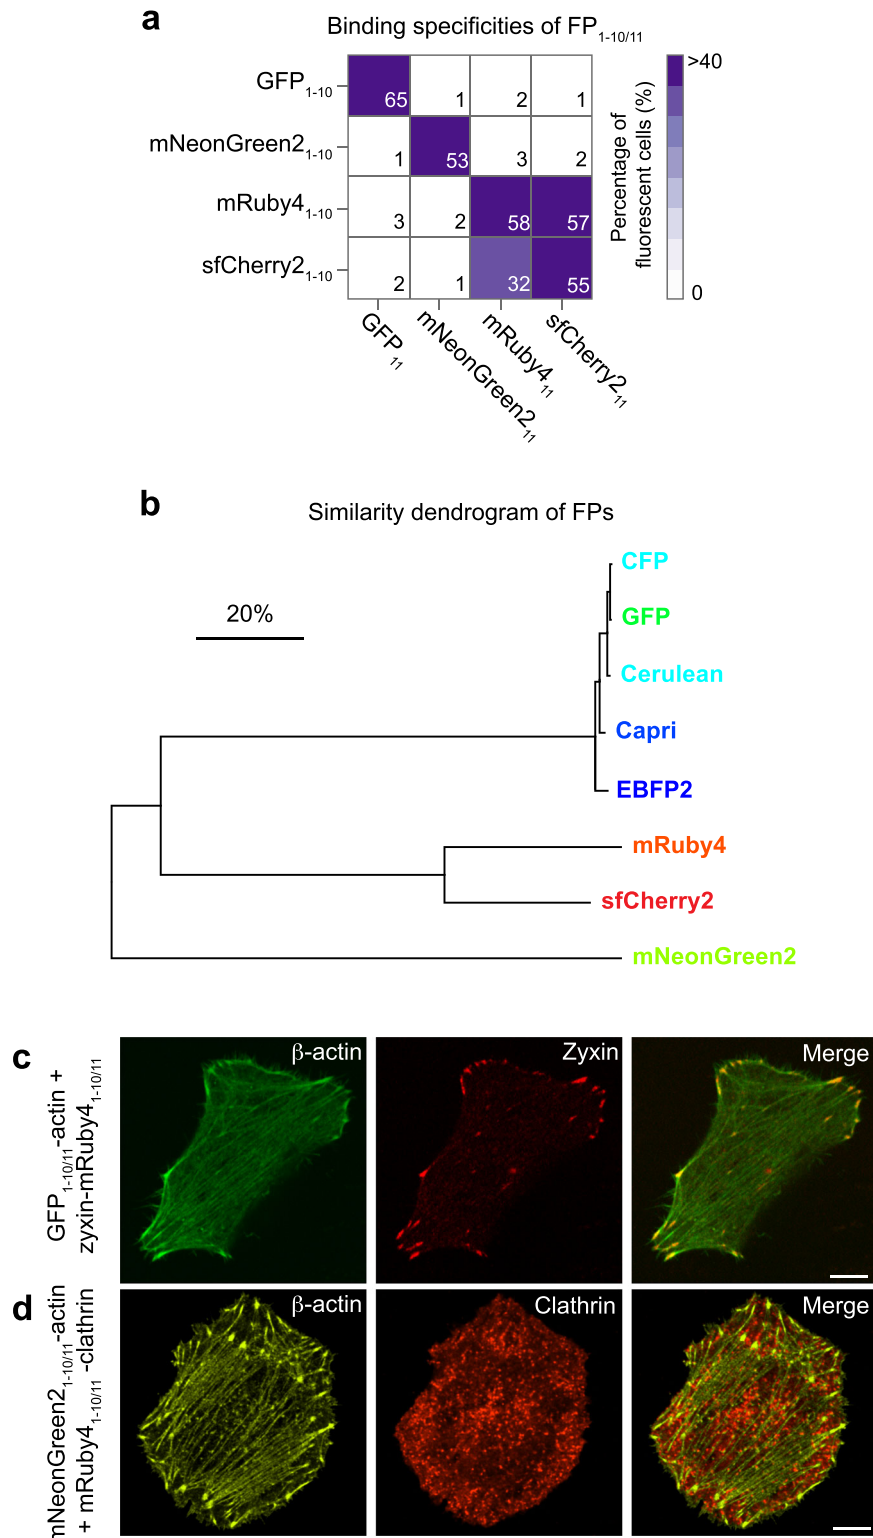 a
Binding specificities of FP1-10/11
GFP1-10
65 1 2 1
mNeonGreen21-10
1 53 3 2
mRuby41-10
3 2 58 57
sfCherry21-10
2 1 32 55
GFP11
mNeonGreen211
mRuby411
sfCherry211
>40
0
Percentage of
fluorescent cells (%)
b
Similarity dendrogram of FPs
20%
CFP
GFP
Cerulean
Capri
EBFP2
mRuby4
sfCherry2
mNeonGreen2
c
GFP1-10/11-actin +
zyxin-mRuby41-10/11
β-actin
Zyxin
Merge
d
mNeonGreen21-10/11-actin
+ mRuby41-10/11 -clathrin
β-actin
Clathrin
Merge